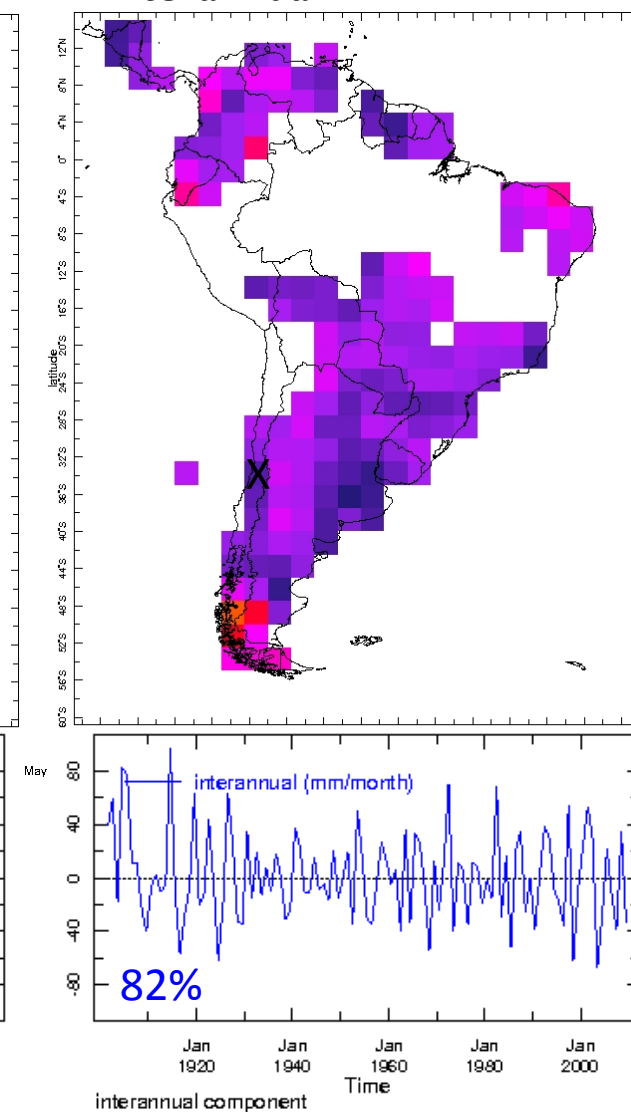 12°N
8°N
4°N
0°
4°S
8°S
12°S
16°S
20°S
24°S
28°S
32°S
36°S
40°S
44°S
48°S
52°S
56°S
60°S
latitude
X
May
80
40
0
-40
-80
interannual (mm/month)
82%
Jan Jan Jan Jan Jan
1920 1940 1960 1980 2000
Time
interannual component